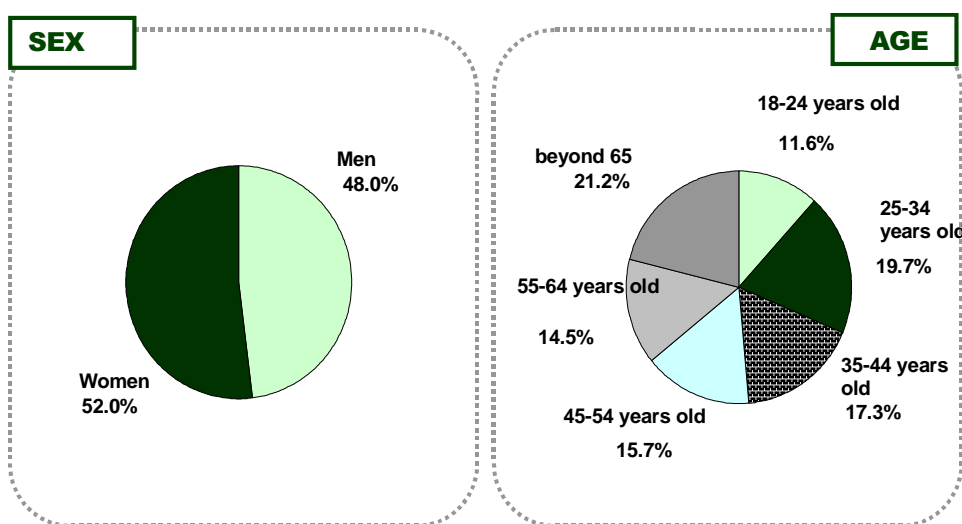 SEX
Men
48.0%
Women
52.0%
AGE
18-24 years old
11.6%
25-34
years old
19.7%
35-44 years
old
17.3%
45-54 years old
15.7%
55-64 years old
14.5%
beyond 65
21.2%